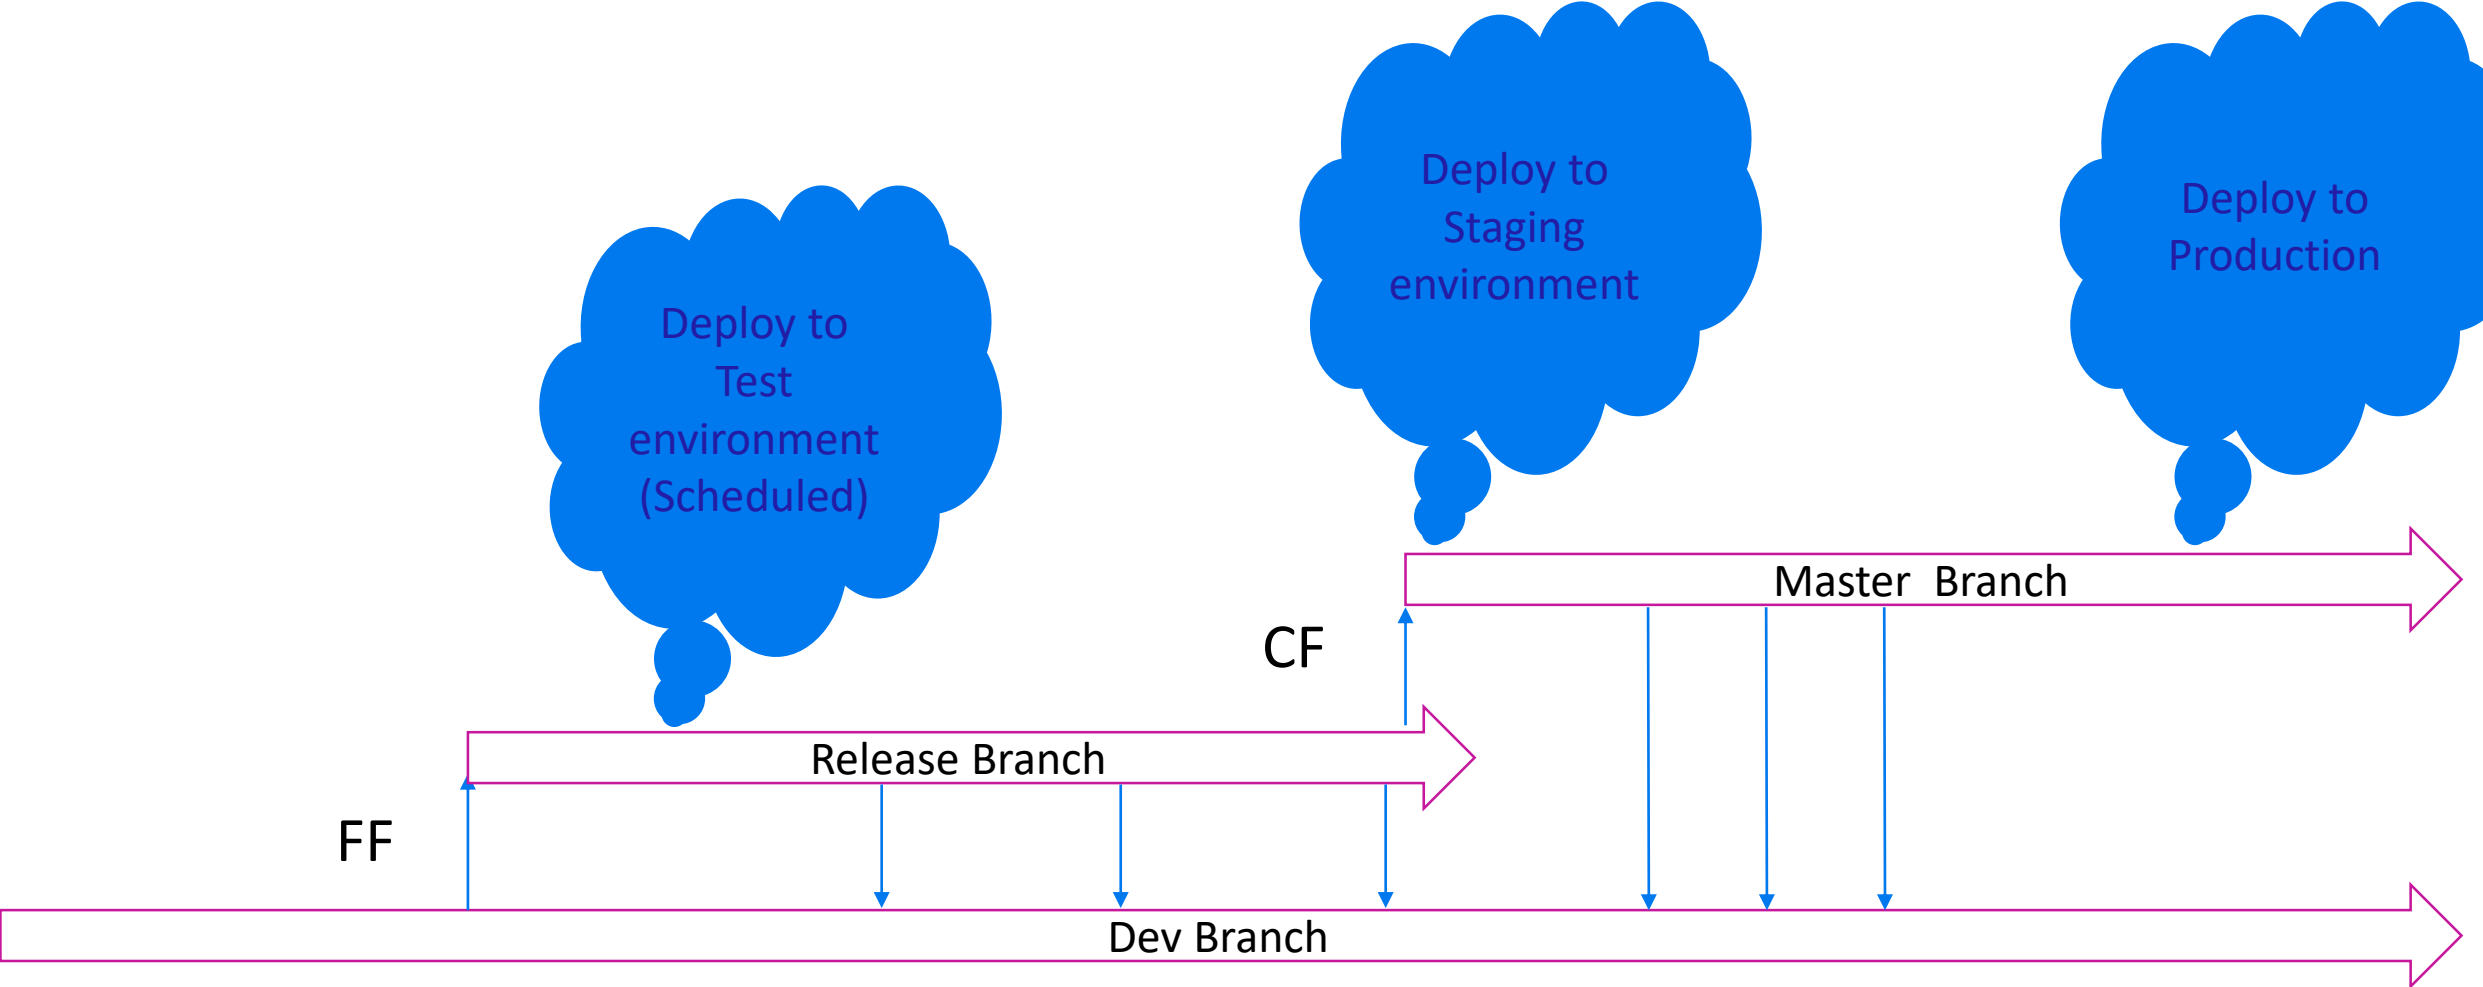 Deploy to
Test
environment
(Scheduled)
Deploy to
Staging
environment
Deploy to
Production
Master  Branch
CF
Release Branch
FF
Dev Branch